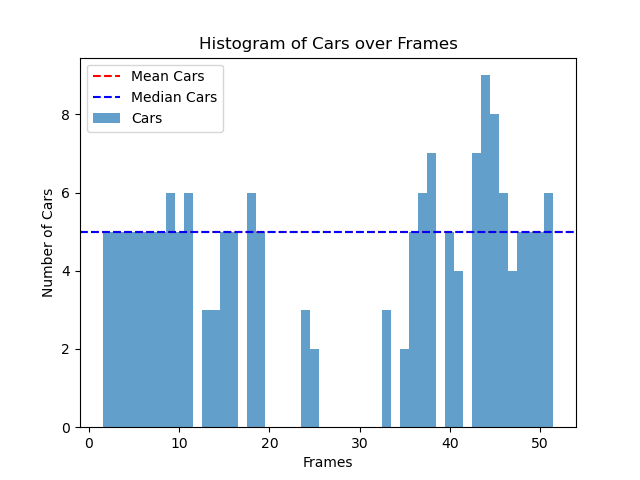 Histogram of Cars over Frames
Mean Cars
Median Cars
Cars
Number of Cars
8
6
4
2
0
0 10 20 30 40 50
Frames